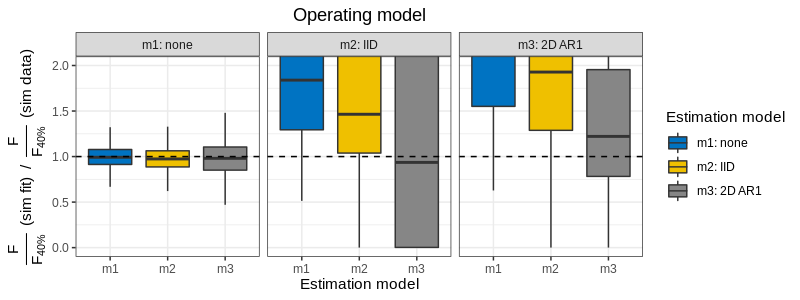 Operating model
m1: none
m2: IID
m3: 2D AR1
F/F40% (sim fit) / F/F40% (sim data)
2.0
1.5
1.0
0.5
0.0
m1 m2 m3
m1 m2 m3
m1 m2 m3
Estimation model
Estimation model
m1: none
m2: IID
m3: 2D AR1